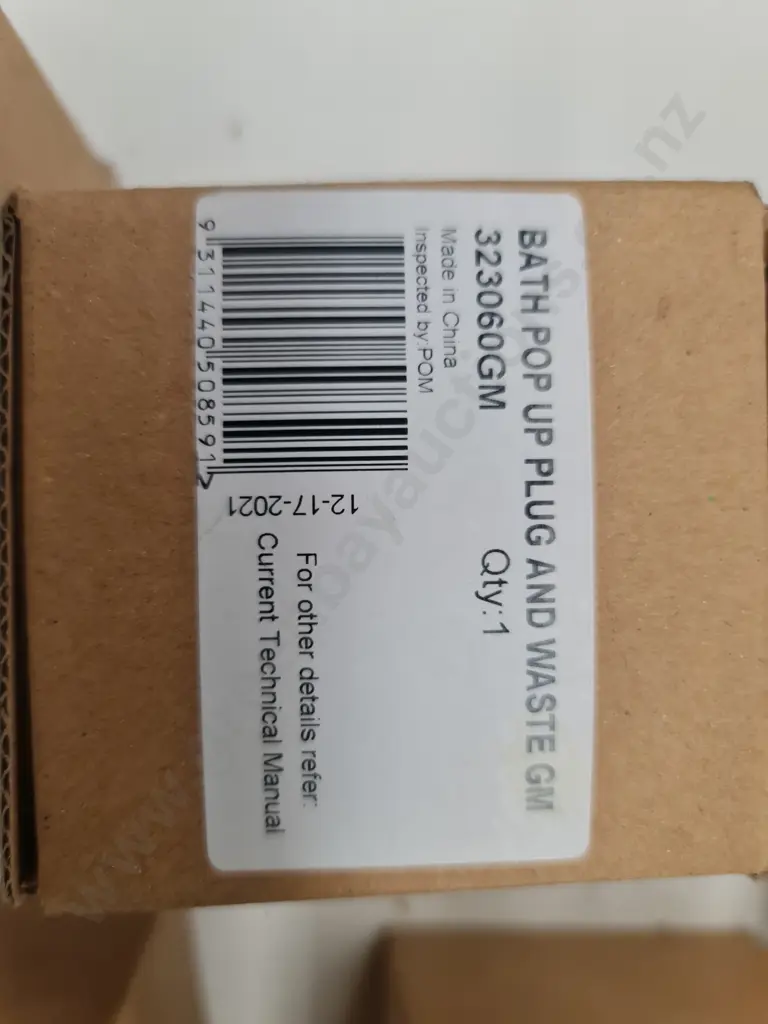 BATH POP UP PLUG AND WASTE GM
323060GM Qty:1
Made in China
Inspected by:POM
12-17-2021
9 311440 508591 >
For other details refer:
Current Technical Manual